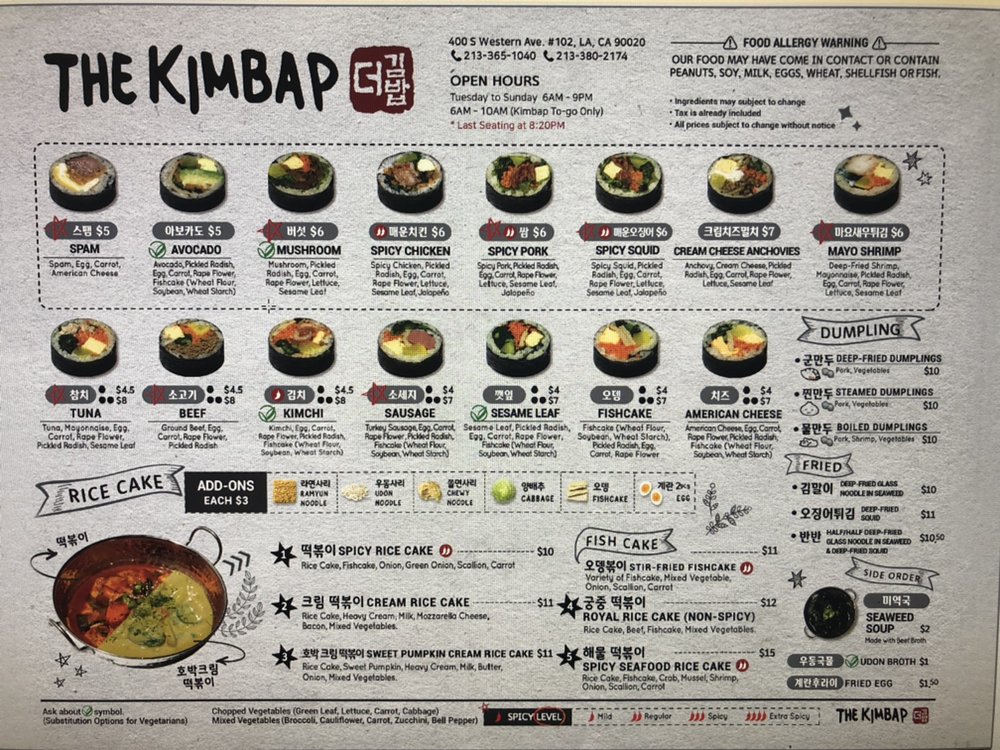 THE KIMBAP 더김밥
400 S Western Ave. #102, LA, CA 90020
213-365-1040 213-380-2174
OPEN HOURS
Tuesday to Sunday 6AM - 9PM
6AM - 10AM (Kimbap To-go Only)
* Last Seating at 8:20PM
FOOD ALLERGY WARNING
OUR FOOD MAY HAVE COME IN CONTACT OR CONTAIN
PEANUTS, SOY, MILK, EGGS, WHEAT, SHELLFISH OR FISH.
• Ingredients may subject to change
• Tax is already included
• All prices subject to change without notice
스팸 $5
SPAM
Spam, Egg, Carrot,
American Cheese
아보카도 $5
AVOCADO
Avocado, Pickled Radish,
Egg, Carrot, Rape Flower,
Fishcake (Wheat Flour,
Soybean, Wheat Starch)
버섯 $6
MUSHROOM
Mushroom, Pickled
Radish, Egg, Carrot,
Rape Flower, Lettuce,
Sesame Leaf
매운치킨 $6
SPICY CHICKEN
Spicy Chicken, Pickled
Radish, Egg, Carrot,
Rape Flower, Lettuce,
Sesame Leaf, Jalapeño
쌈 $6
SPICY PORK
Spicy Pork, Pickled Radish,
Egg, Carrot, Rape Flower,
Lettuce, Sesame Leaf,
Jalapeño
매운오징어 $6
SPICY SQUID
Spicy Squid, Pickled
Radish, Egg, Carrot,
Rape Flower, Lettuce,
Sesame Leaf, Jalapeño
크림치즈멸치 $7
CREAM CHEESE ANCHOVIES
Anchovy, Cream Cheese, Pickled
Radish, Egg, Carrot, Rape Flower,
Lettuce, Sesame Leaf
마요새우튀김 $6
MAYO SHRIMP
Deep-Fried Shrimp,
Mayonnaise, Pickled Radish,
Egg, Carrot, Rape Flower,
Lettuce, Sesame Leaf
참치 $4.5
$8
TUNA
Tuna, Mayonnaise, Egg,
Carrot, Rape Flower,
Pickled Radish, Sesame Leaf
소고기 $4.5
$8
BEEF
Ground Beef, Egg,
Carrot, Rape Flower,
Pickled Radish
김치 $4.5
$8
KIMCHI
Kimchi, Egg, Carrot,
Rape Flower, Pickled Radish,
Fishcake (Wheat Flour,
Soybean, Wheat Starch)
소세지 $4
$7
SAUSAGE
Turkey Sausage, Egg, Carrot,
Rape Flower, Pickled Radish,
Fishcake (Wheat Flour,
Soybean, Wheat Starch)
깻잎 $4
$7
SESAME LEAF
Sesame Leaf, Pickled Radish,
Egg, Carrot, Rape Flower,
Fishcake (Wheat Flour,
Soybean, Wheat Starch)
오뎅 $4
$7
FISHCAKE
Fishcake (Wheat Flour,
Soybean, Wheat Starch),
Pickled Radish, Egg,
Carrot, Rape Flower
치즈 $4
$7
AMERICAN CHEESE
American Cheese, Egg, Carrot,
Rape Flower, Pickled Radish,
Fishcake (Wheat Flour,
Soybean, Wheat Starch)
DUMPLING
• 군만두 DEEP-FRIED DUMPLINGS
Pork, Vegetables $10
• 찐만두 STEAMED DUMPLINGS
Pork, Vegetables $10
• 물만두 BOILED DUMPLINGS
Pork, Shrimp, Vegetables $10
FRIED
• 김말이 DEEP-FRIED GLASS
NOODLE IN SEAWEED $10
• 오징어튀김 DEEP-FRIED
SQUID $11
• 반반 HALF/HALF DEEP-FRIED
GLASS NOODLE IN SEAWEED
& DEEP-FRIED SQUID $10.50
SIDE ORDER
미역국
SEAWEED
SOUP $2
Made with Beef Broth
우동국물 UDON BROTH $1
계란후라이 FRIED EGG $1.50
RICE CAKE
ADD-ONS
EACH $3
라면사리
RAMYUN
NOODLE
우동사리
UDON
NOODLE
쫄면사리
CHEWY
NOODLE
양배추
CABBAGE
오뎅
FISHCAKE
계란 2pcs
EGG
떡볶이
호박크림
떡볶이
1 떡볶이 SPICY RICE CAKE $10
Rice Cake, Fishcake, Onion, Green Onion, Scallion, Carrot
2 크림 떡볶이 CREAM RICE CAKE $11
Rice Cake, Heavy Cream, Milk, Mozzarella Cheese,
Bacon, Mixed Vegetables.
3 호박 크림 떡볶이 SWEET PUMPKIN CREAM RICE CAKE $11
Rice Cake, Sweet Pumpkin, Heavy Cream, Milk, Butter,
Onion, Mixed Vegetables.
FISH CAKE $11
오뎅볶이 STIR-FRIED FISHCAKE
Variety of Fishcake, Mixed Vegetable,
Onion, Scallion, Carrot
4 궁중 떡볶이 $12
ROYAL RICE CAKE (NON-SPICY)
Rice Cake, Beef, Fishcake, Mixed Vegetables.
5 해물 떡볶이 $15
SPICY SEAFOOD RICE CAKE
Rice Cake, Fishcake, Crab, Mussel, Shrimp,
Onion, Scallion, Carrot
Ask about symbol.
(Substitution Options for Vegetarians)
Chopped Vegetables (Green Leaf, Lettuce, Carrot, Cabbage)
Mixed Vegetables (Broccoli, Cauliflower, Carrot, Zucchini, Bell Pepper)
SPICY LEVEL Mild Regular Spicy Extra Spicy
THE KIMBAP 더김밥